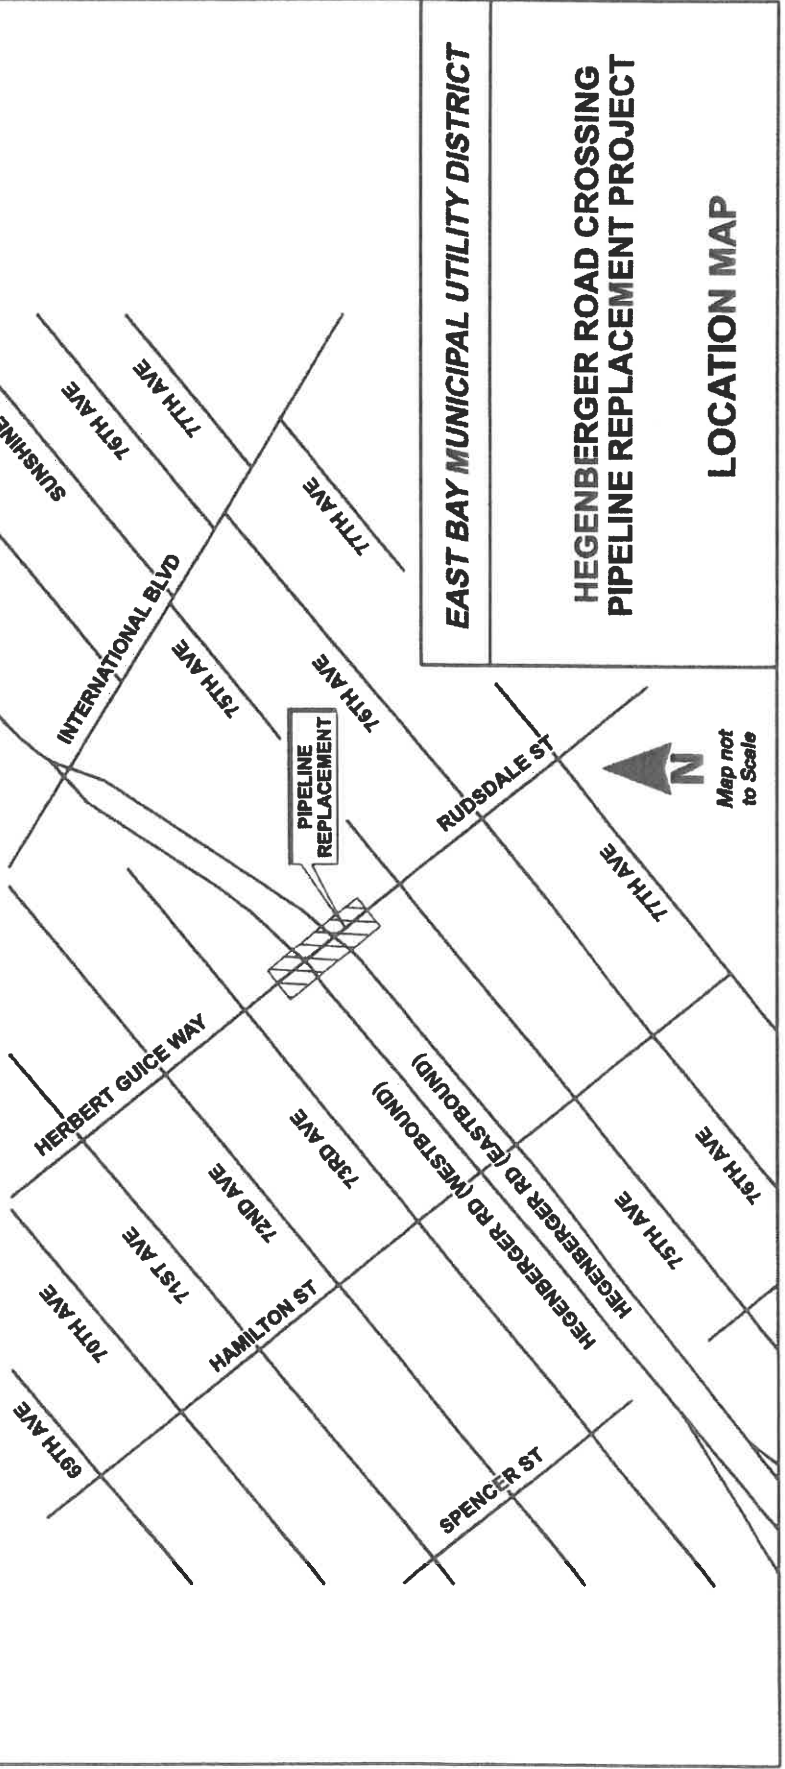 EAST BAY MUNICIPAL UTILITY DISTRICT
HEGENBERGER ROAD CROSSING
PIPELINE REPLACEMENT PROJECT
LOCATION MAP
SUNSHINE
76TH AVE
77TH AVE
77TH AVE
INTERNATIONAL BLVD
75TH AVE
76TH AVE
PIPELINE
REPLACEMENT
RUDSDALE ST
N
Map not
to Scale
77TH AVE
HERBERT GUICE WAY
73RD AVE
72ND AVE
71ST AVE
70TH AVE
69TH AVE
HAMILTON ST
HEGENBERGER RD (WESTBOUND)
HEGENBERGER RD (EASTBOUND)
75TH AVE
76TH AVE
SPENCER ST